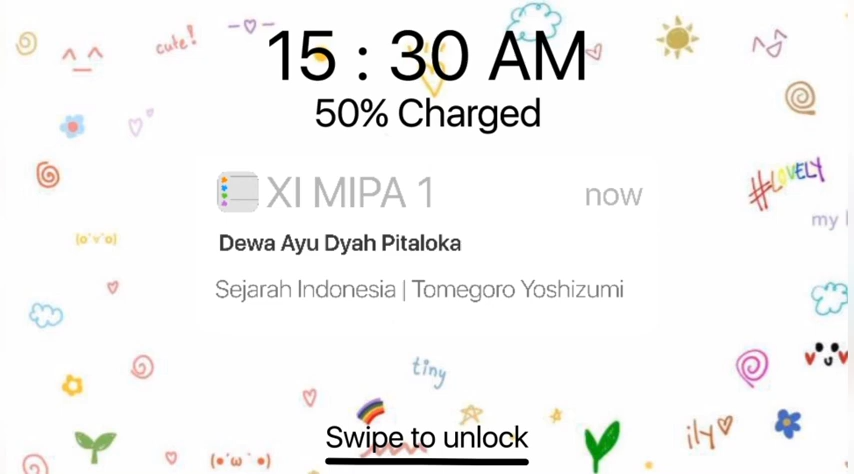 cute!
15 : 30 AM
50% Charged
XI MIPA 1
now
#LOVELY
my
Dewa Ayu Dyah Pitaloka
(o'v'o)
Sejarah Indonesia | Tomegoro Yoshizumi
tiny
Swipe to unlock
ily
(•'ω'•)